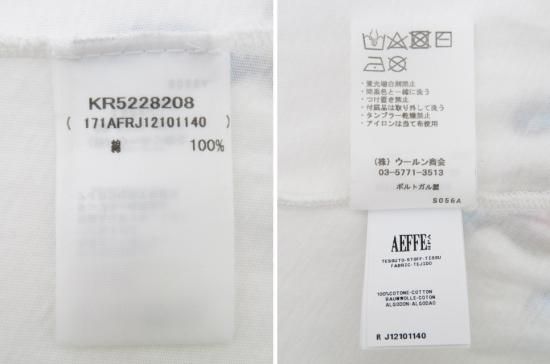 KR5228208
( 171AFRJ12101140 )
綿 100%
・蛍光増白剤禁止
・同系色と一緒に洗う
・つけ置き禁止
・付属品は取り外して洗う
・タンブラー乾燥禁止
・アイロンは当て布使用
(株) ウールン商会
03-5771-3513
ポルトガル製
S056A
AEFFE SPA
TESSUTO-STOFF-TISSU
FABRIC-TEJIDO
100%COTONE-COTTON
BAUMWOLLE-COTON
ALGODON-ALGODAO
R J12101140